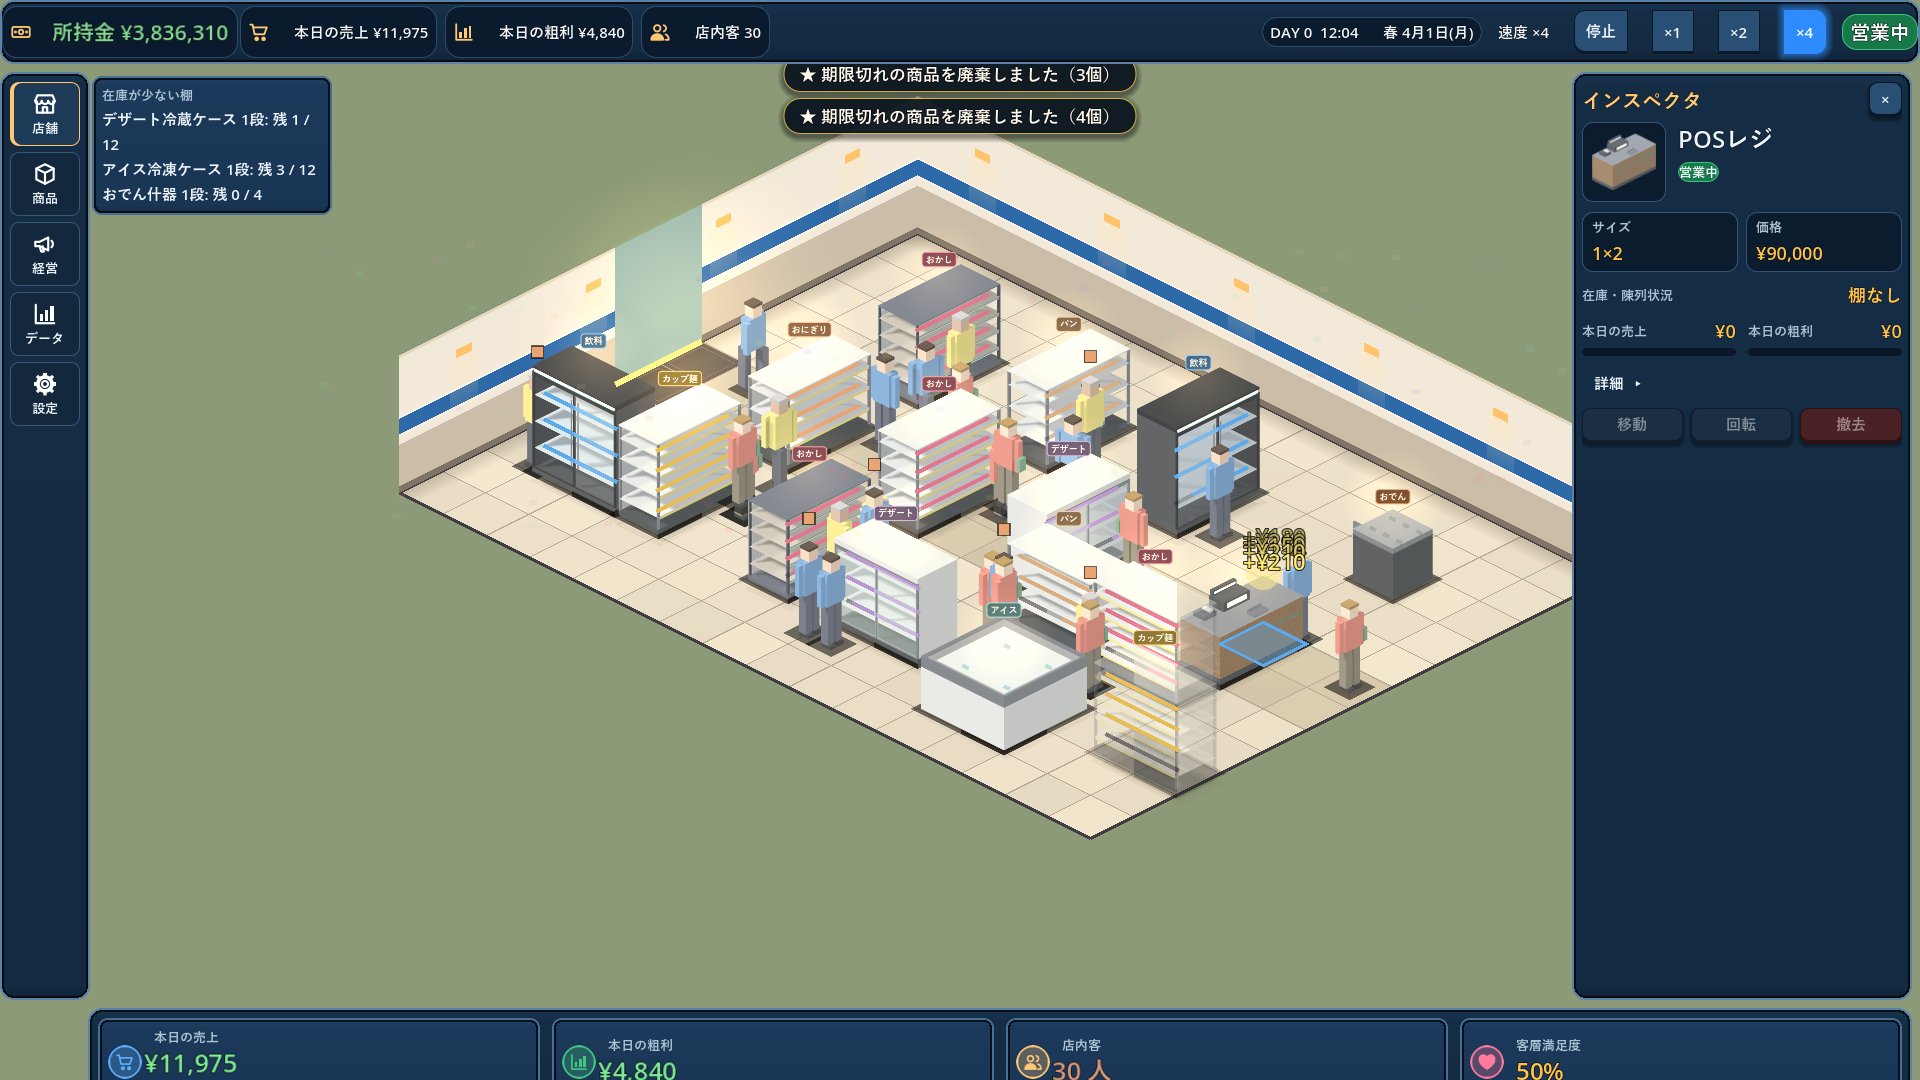 所持金 ¥3,836,310
本日の売上 ¥11,975
本日の粗利 ¥4,840
店内客 30
DAY 0 12:04 春 4月1日(月)
速度 ×4
停止
×1
×2
×4
営業中
店舗
商品
経営
データ
設定
在庫が少ない棚
デザート冷蔵ケース 1段: 残 1 /
12
アイス冷凍ケース 1段: 残 3 / 12
おでん什器 1段: 残 0 / 4
★ 期限切れの商品を廃棄しました（3個）
★ 期限切れの商品を廃棄しました（4個）
おかし
おにぎり
パン
飲料
飲料
カップ麺
おかし
おかし
デザート
デザート
パン
おでん
おかし
アイス
カップ麺
+¥210
インスペクタ
×
POSレジ
営業中
サイズ
1×2
価格
¥90,000
在庫・陳列状況
棚なし
本日の売上 ¥0
本日の粗利 ¥0
詳細 ▸
移動
回転
撤去
本日の売上
¥11,975
本日の粗利
¥4,840
店内客
30 人
客層満足度
50%